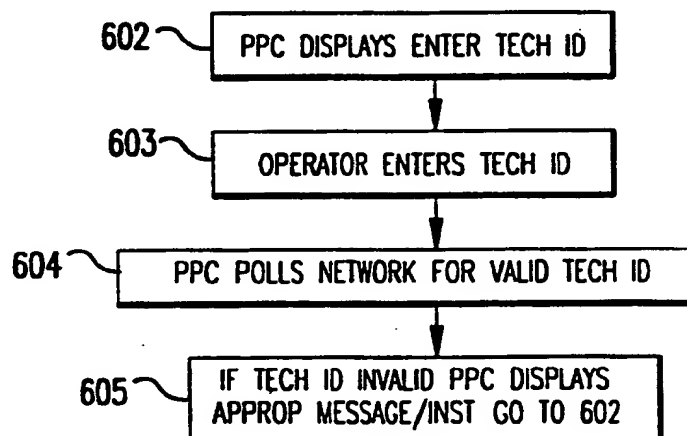 602
PPC DISPLAYS ENTER TECH ID
603
OPERATOR ENTERS TECH ID
604
PPC POLLS NETWORK FOR VALID TECH ID
605
IF TECH ID INVALID PPC DISPLAYS
APPROP MESSAGE/INST GO TO 602